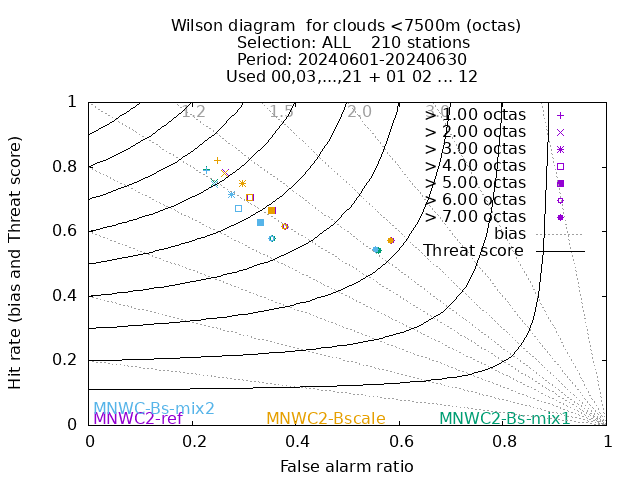 Wilson diagram  for clouds <7500m (octas)
Selection: ALL    210 stations
Period: 20240601-20240630
Used 00,03,...,21 + 01 02 ... 12
1.2 1.5 2.0 3.0
> 1.00 octas
> 2.00 octas
> 3.00 octas
> 4.00 octas
> 5.00 octas
> 6.00 octas
> 7.00 octas
bias
Threat score
1
0.8
0.6
0.4
0.2
0
Hit rate (bias and Threat score)
MNWC-Bs-mix2
MNWC2-ref MNWC2-Bscale MNWC2-Bs-mix1
0 0.2 0.4 0.6 0.8 1
False alarm ratio